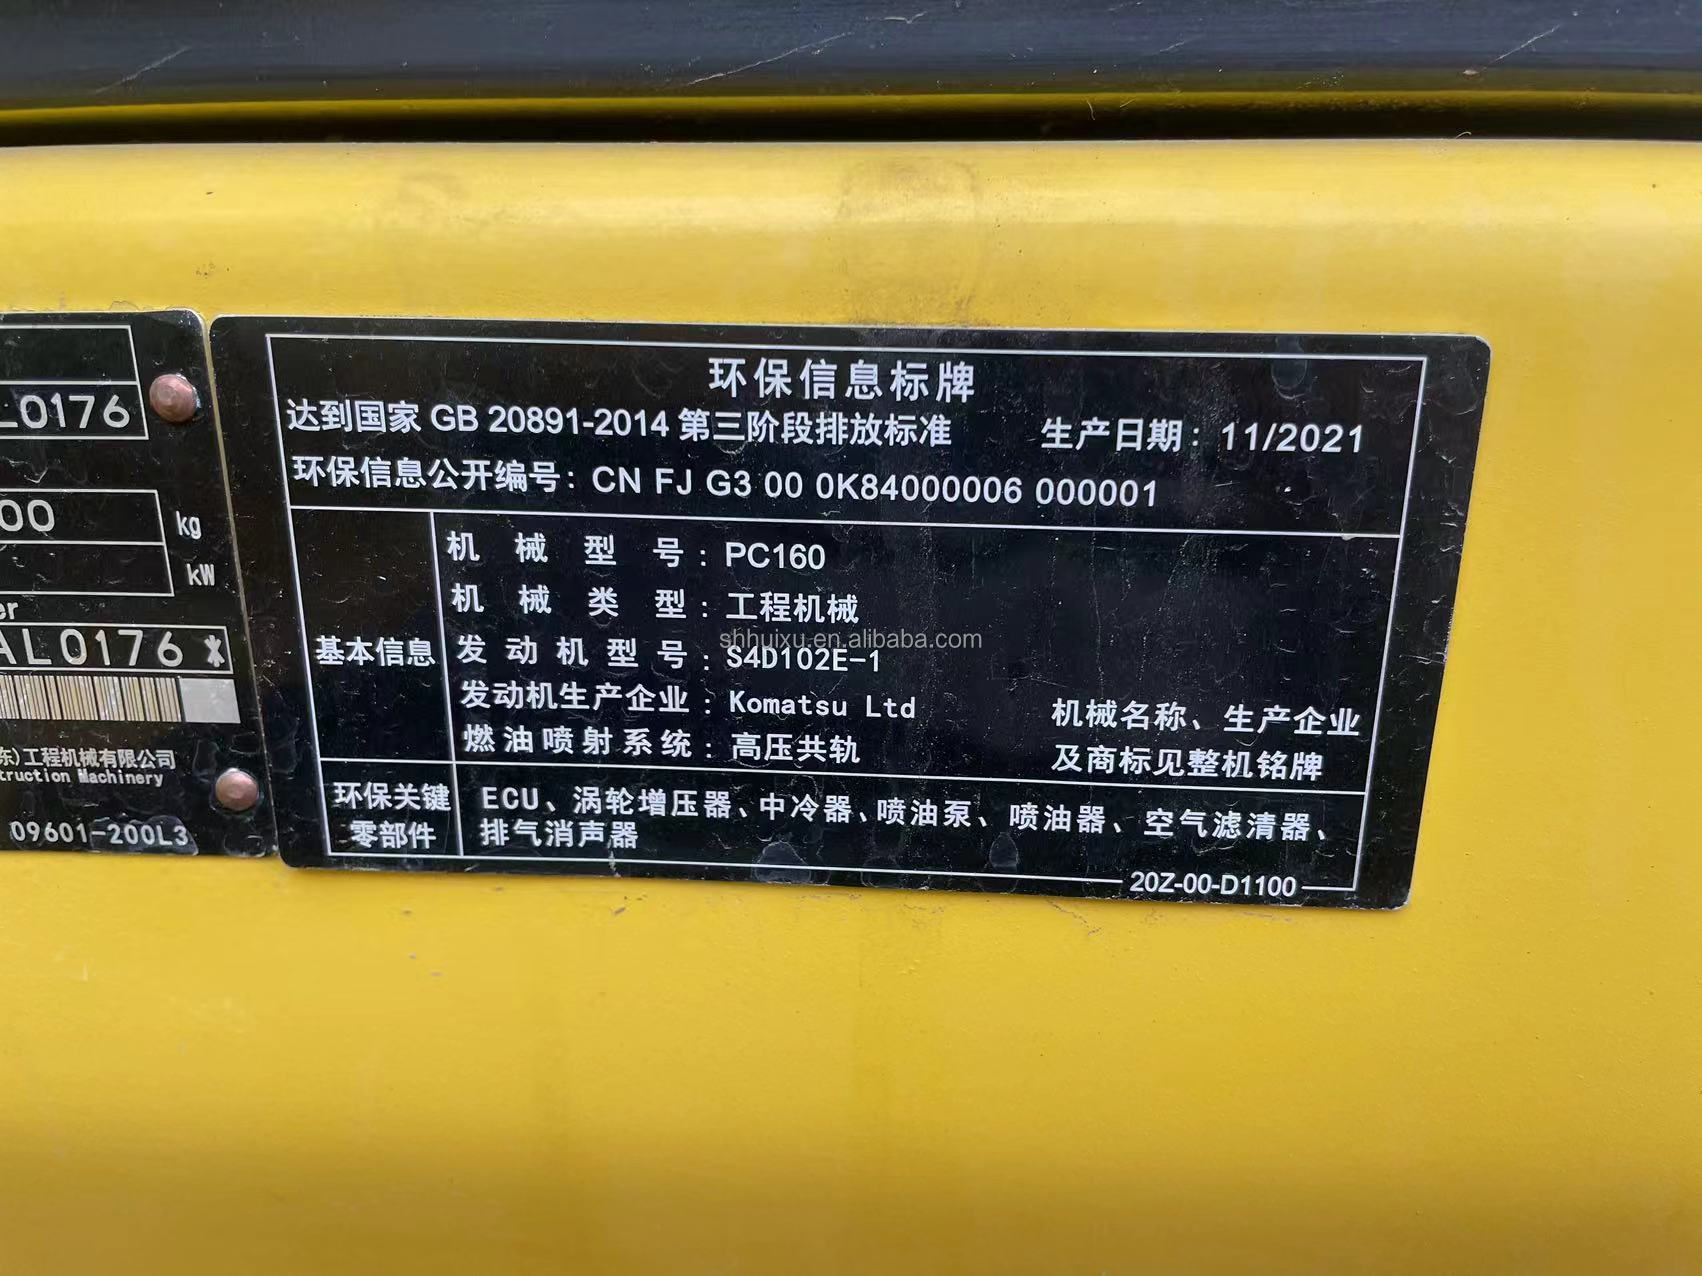 L0176
00
kg
kW
er
AL0176*
东)工程机械有限公司
truction Machinery
09601-200L3
环保信息标牌
达到国家 GB 20891-2014 第三阶段排放标准 生产日期：11/2021
环保信息公开编号：CN FJ G3 00 0K84000006 000001
基本信息
机械型号：PC160
机械类型：工程机械
发动机型号：S4D102E-1
发动机生产企业：Komatsu Ltd
燃油喷射系统：高压共轨
机械名称、生产企业
及商标见整机铭牌
环保关键
零部件
ECU、涡轮增压器、中冷器、喷油泵、喷油器、空气滤清器、
排气消声器
20Z-00-D1100
shhuixu.en.alibaba.com